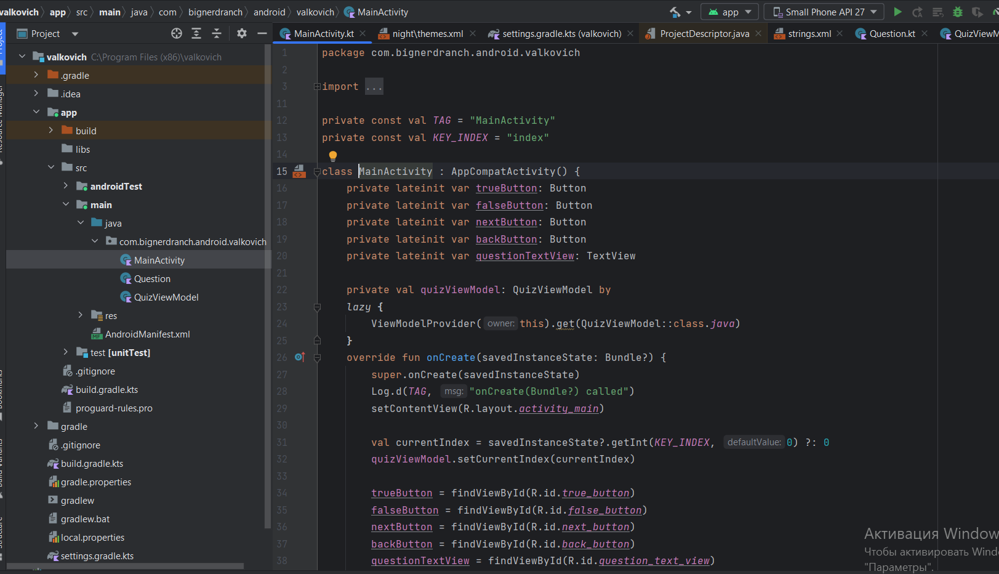 valkovich app src main java com bignerdranch android valkovich MainActivity app Small Phone API 27
Project
MainActivity.kt night\themes.xml settings.gradle.kts (valkovich) ProjectDescriptor.java strings.xml Question.kt QuizViewM
valkovich C:\Program Files (x86)\valkovich
.gradle
.idea
app
build
libs
src
androidTest
main
java
com.bignerdranch.android.valkovich
MainActivity
Question
QuizViewModel
res
AndroidManifest.xml
test [unitTest]
.gitignore
build.gradle.kts
proguard-rules.pro
gradle
.gitignore
build.gradle.kts
gradle.properties
gradlew
gradlew.bat
local.properties
settings.gradle.kts
1 package com.bignerdranch.android.valkovich
2
3 import ...
11
12 private const val TAG = "MainActivity"
13 private const val KEY_INDEX = "index"
14
15 class MainActivity : AppCompatActivity() {
16 private lateinit var trueButton: Button
17 private lateinit var falseButton: Button
18 private lateinit var nextButton: Button
19 private lateinit var backButton: Button
20 private lateinit var questionTextView: TextView
21
22 private val quizViewModel: QuizViewModel by
23 lazy {
24 ViewModelProvider( owner: this).get(QuizViewModel::class.java)
25 }
26 override fun onCreate(savedInstanceState: Bundle?) {
27 super.onCreate(savedInstanceState)
28 Log.d(TAG, msg: "onCreate(Bundle?) called")
29 setContentView(R.layout.activity_main)
30
31 val currentIndex = savedInstanceState?.getInt(KEY_INDEX, defaultValue: 0) ?: 0
32 quizViewModel.setCurrentIndex(currentIndex)
33
34 trueButton = findViewById(R.id.true_button)
35 falseButton = findViewById(R.id.false_button)
36 nextButton = findViewById(R.id.next_button)
37 backButton = findViewById(R.id.back_button)
38 questionTextView = findViewById(R.id.question_text_view)
Активация Window
Чтобы активировать Wind
"Параметры".